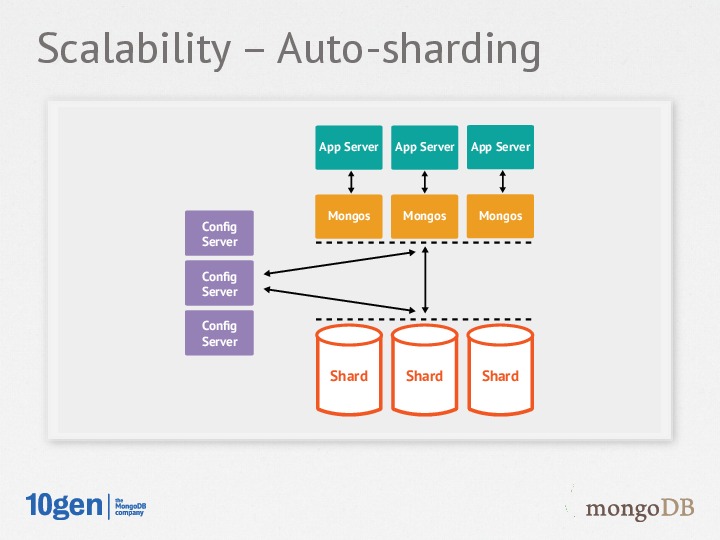 Scalability – Auto-sharding
App Server App Server App Server
Mongos Mongos Mongos
Config
Server
Config
Server
Config
Server
Shard Shard Shard
10gen
the
MongoDB
company
mongoDB